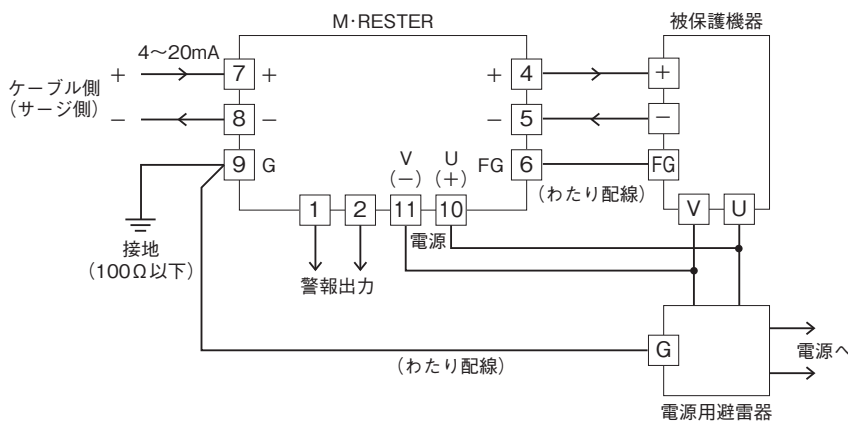 M·RESTER
被保護機器
4～20mA
ケーブル側
（サージ側）
+
−
7
+
8
−
9
G
+
4
−
5
FG
6
+
−
FG
（わたり配線）
V
（−）
U
（+）
1
2
11
10
電源
V
U
接地
（100Ω以下）
警報出力
G
電源へ
（わたり配線）
電源用避雷器